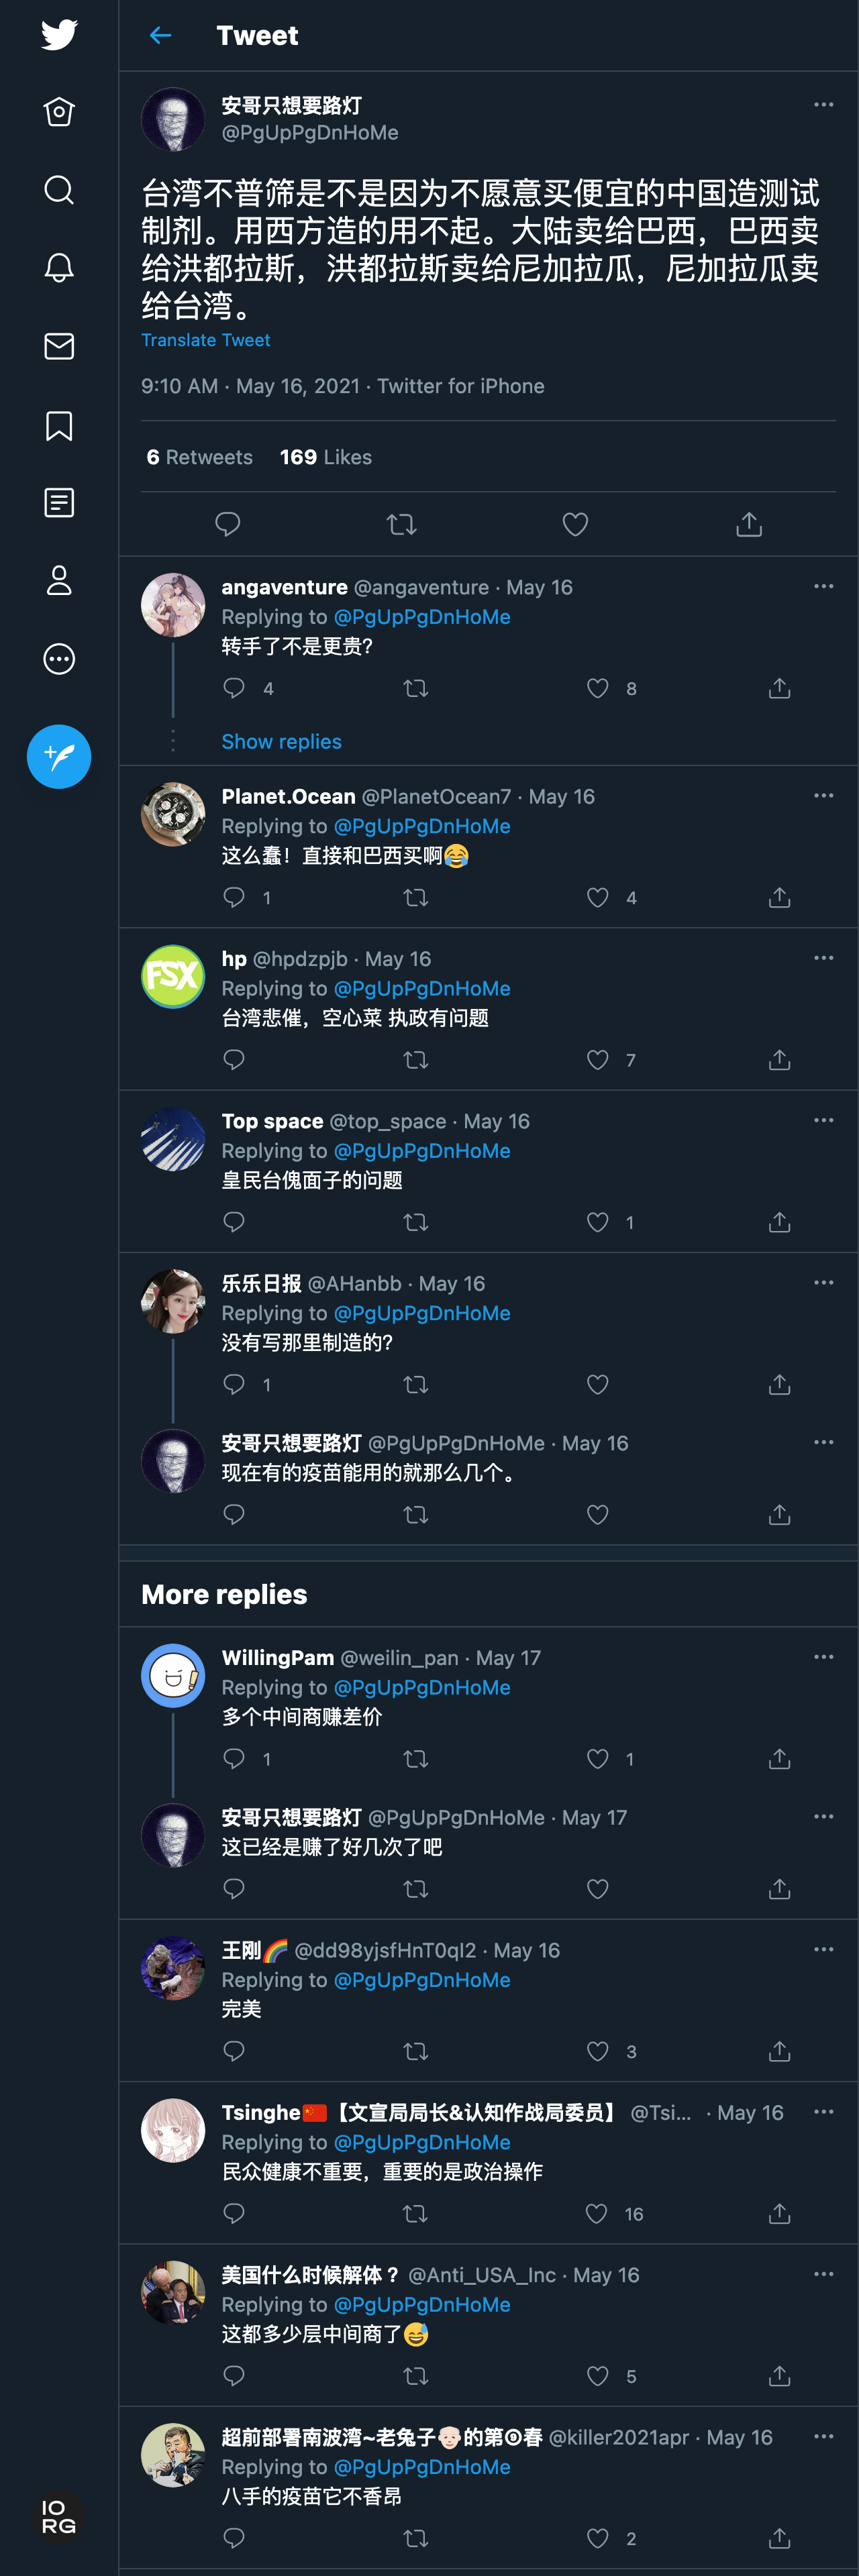 Tweet
安哥只想要路灯
@PgUpPgDnHoMe
台湾不普筛是不是因为不愿意买便宜的中国造测试
制剂。用西方造的用不起。大陆卖给巴西，巴西卖
给洪都拉斯，洪都拉斯卖给尼加拉瓜，尼加拉瓜卖
给台湾。
Translate Tweet
9:10 AM · May 16, 2021 · Twitter for iPhone
6 Retweets 169 Likes
angaventure @angaventure · May 16
Replying to @PgUpPgDnHoMe
转手了不是更贵?
4 8
Show replies
Planet.Ocean @PlanetOcean7 · May 16
Replying to @PgUpPgDnHoMe
这么蠢！直接和巴西买啊😂
1 4
FSX
hp @hpdzpjb · May 16
Replying to @PgUpPgDnHoMe
台湾悲催，空心菜 执政有问题
7
Top space @top_space · May 16
Replying to @PgUpPgDnHoMe
皇民台傀面子的问题
1
乐乐日报 @AHanbb · May 16
Replying to @PgUpPgDnHoMe
没有写那里制造的?
1
安哥只想要路灯 @PgUpPgDnHoMe · May 16
现在有的疫苗能用的就那么几个。
More replies
WillingPam @weilin_pan · May 17
Replying to @PgUpPgDnHoMe
多个中间商赚差价
1 1
安哥只想要路灯 @PgUpPgDnHoMe · May 17
这已经是赚了好几次了吧
王刚🌈 @dd98yjsfHnT0qI2 · May 16
Replying to @PgUpPgDnHoMe
完美
3
Tsinghe🇨🇳【文宣局局长&认知作战局委员】 @Tsi... · May 16
Replying to @PgUpPgDnHoMe
民众健康不重要，重要的是政治操作
16
美国什么时候解体？ @Anti_USA_Inc · May 16
Replying to @PgUpPgDnHoMe
这都多少层中间商了😅
5
超前部署南波湾~老兔子👴🏻的第⑨春 @killer2021apr · May 16
Replying to @PgUpPgDnHoMe
八手的疫苗它不香昂
2
IO
RG